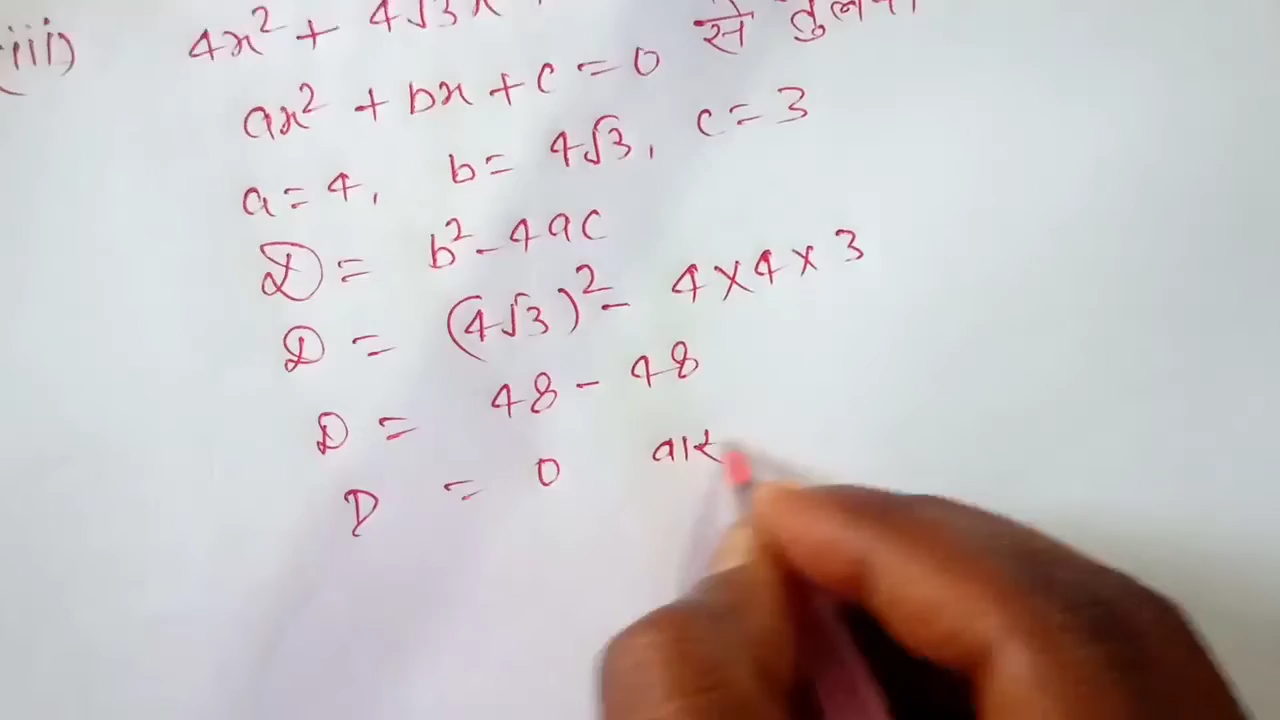 (iii) 4x² + 4√3x
ax² + bx + c = 0 से तुलना
a = 4, b = 4√3, c = 3
D = b² - 4ac
D = (4√3)² - 4 × 4 × 3
D = 48 - 48
D = 0